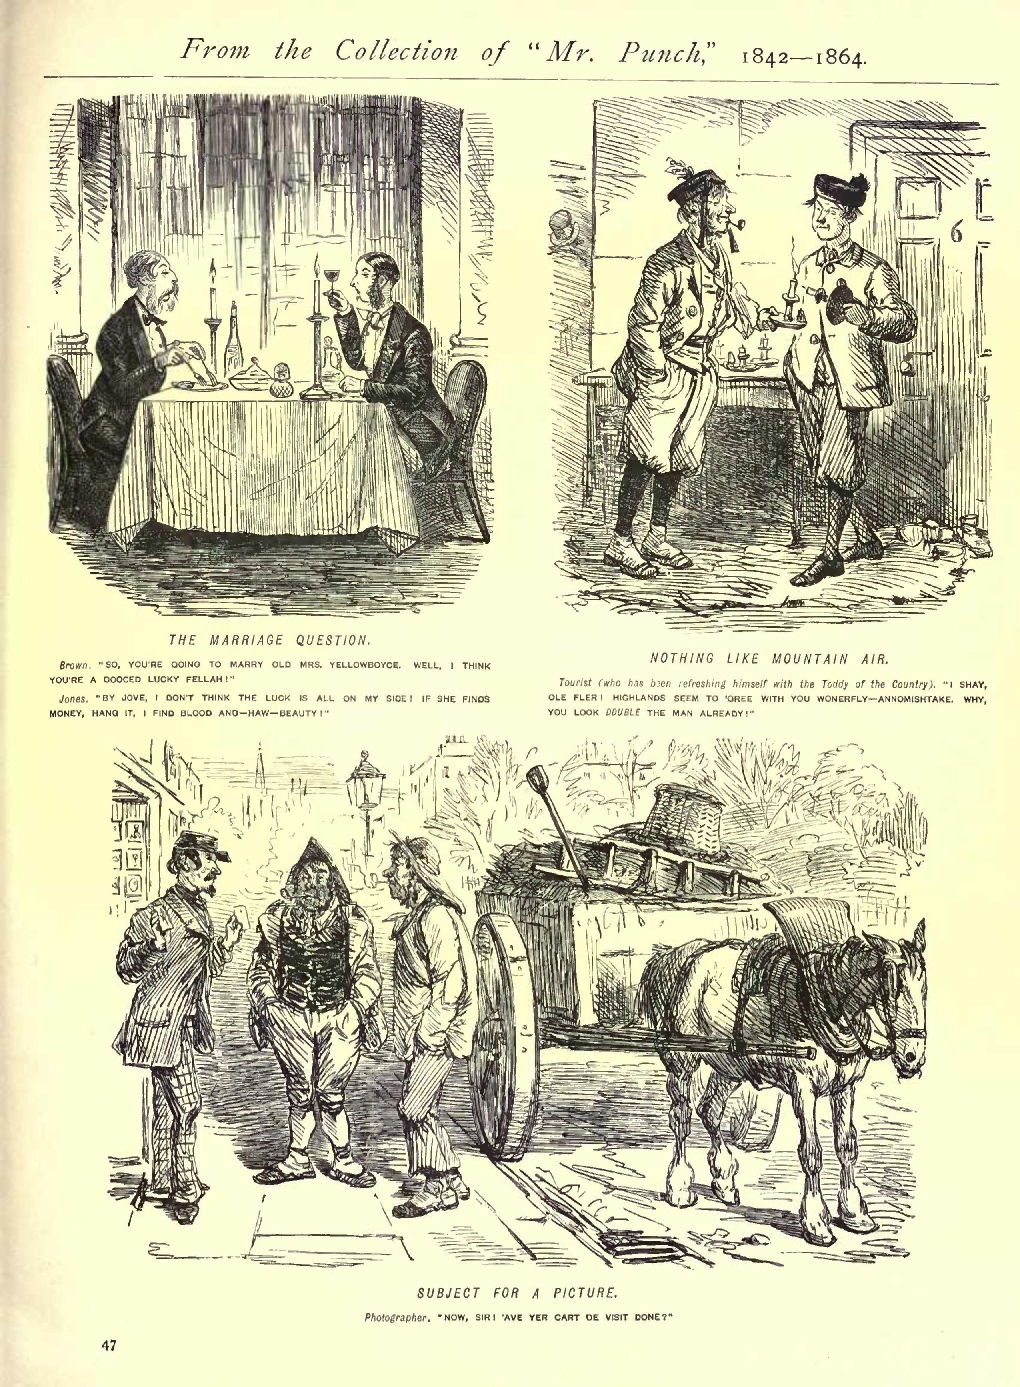 From the Collection of "Mr. Punch," 1842—1864.
6
THE MARRIAGE QUESTION.
Brown. "SO, YOU'RE GOING TO MARRY OLD MRS. YELLOWBOYCE. WELL, I THINK
YOU'RE A DOOCED LUCKY FELLAH!"
Jones. "BY JOVE, I DON'T THINK THE LUCK IS ALL ON MY SIDE! IF SHE FINDS
MONEY, HANG IT, I FIND BLOOD AND—HAW—BEAUTY!"
NOTHING LIKE MOUNTAIN AIR.
Tourist (who has been refreshing himself with the Toddy of the Country). "I SHAY,
OLE FLER! HIGHLANDS SEEM TO 'GREE WITH YOU WONERFLY—ANNOMISHTAKE. WHY,
YOU LOOK DOUBLE THE MAN ALREADY!"
SUBJECT FOR A PICTURE.
Photographer. "NOW, SIR! 'AVE YER CART DE VISIT DONE?"
47